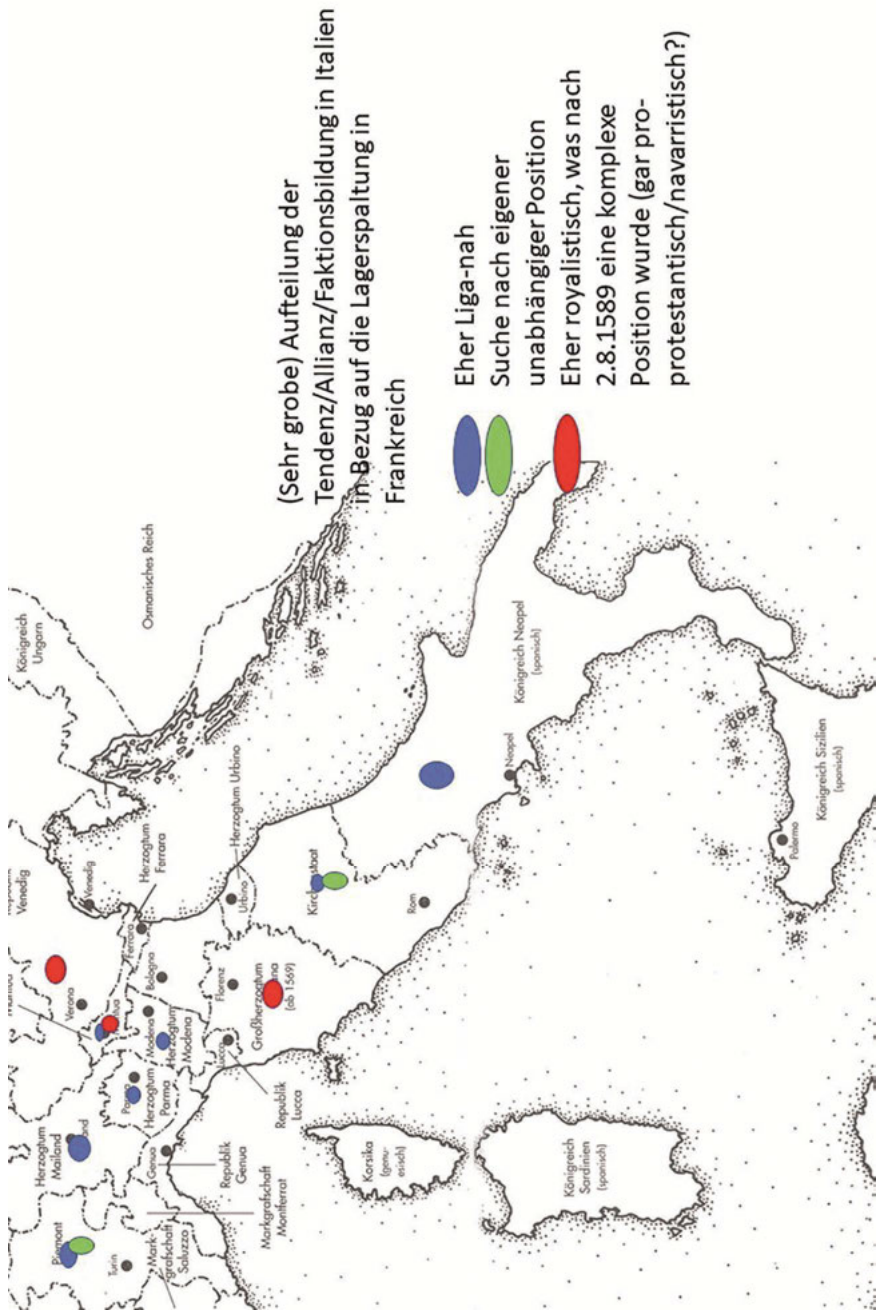 (Sehr grobe) Aufteilung der
Tendenz/Allianz/Faktionsbildung in Italien
in Bezug auf die Lagerspaltung in
Frankreich
Eher Liga-nah
Suche nach eigener
unabhängiger Position
Eher royalistisch, was nach
2.8.1589 eine komplexe
Position wurde (gar pro-
protestantisch/navarristisch?)
Königreich
Ungarn
Osmanisches Reich
Venedig
Venedig
Herzogtum
Ferrara
Herzogtum Urbino
Verona
Ferrara
Bologna
Urbino
Modena
Herzogtum
Modena
Florenz
Großherzogtum
(ab 1569)
Rom
Königreich Neapel
(spanisch)
Neapel
Herzogtum
Mailand
Herzogtum
Parma
Lucca
Republik
Lucca
Genua
Republik
Genua
Piemont
Turin
Mark-
grafschaft
Saluzzo
Markgrafschaft
Montferrat
Korsika
(genu-
esisch)
Königreich
Sardinien
(spanisch)
Palermo
Königreich Sizilien
(spanisch)